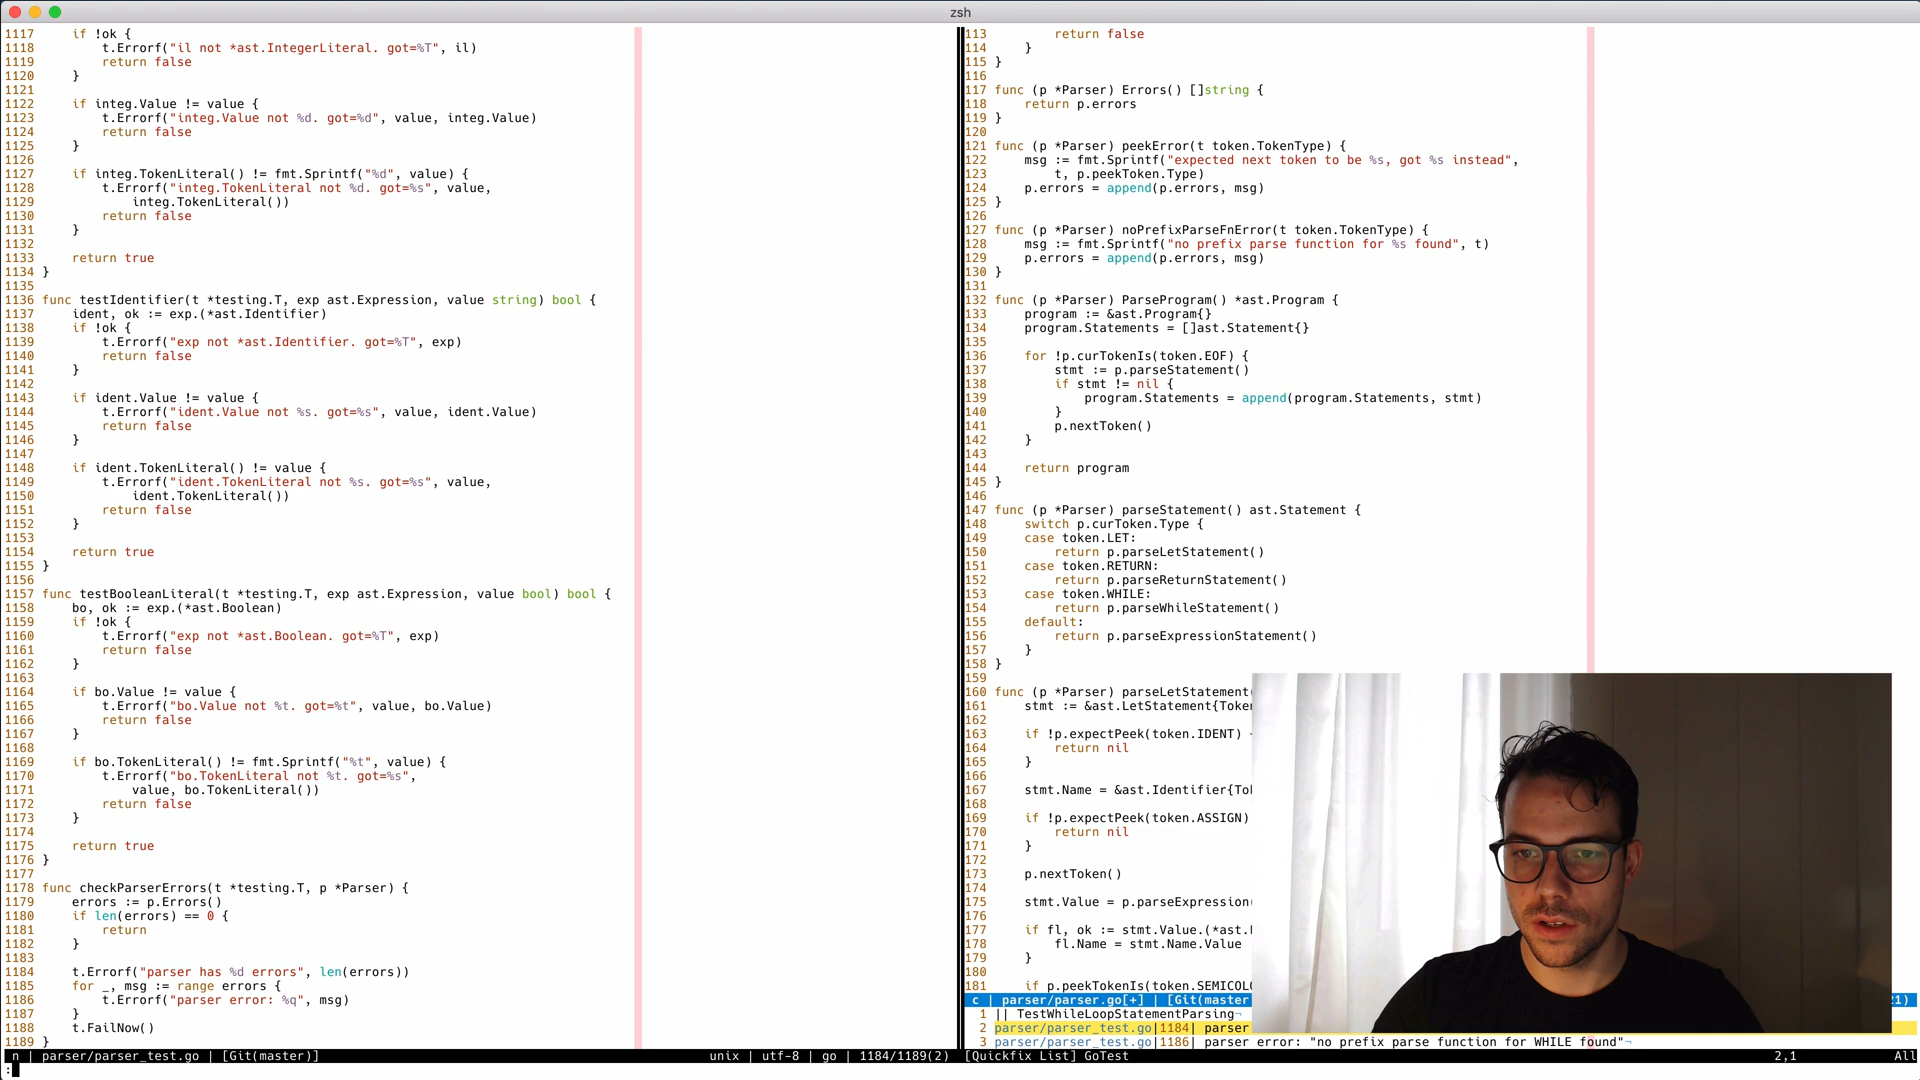 zsh
1117 if !ok {
1118 t.Errorf("il not *ast.IntegerLiteral. got=%T", il)
1119 return false
1120 }
1121
1122 if integ.Value != value {
1123 t.Errorf("integ.Value not %d. got=%d", value, integ.Value)
1124 return false
1125 }
1126
1127 if integ.TokenLiteral() != fmt.Sprintf("%d", value) {
1128 t.Errorf("integ.TokenLiteral not %d. got=%s", value,
1129 integ.TokenLiteral())
1130 return false
1131 }
1132
1133 return true
1134 }
1135
1136 func testIdentifier(t *testing.T, exp ast.Expression, value string) bool {
1137 ident, ok := exp.(*ast.Identifier)
1138 if !ok {
1139 t.Errorf("exp not *ast.Identifier. got=%T", exp)
1140 return false
1141 }
1142
1143 if ident.Value != value {
1144 t.Errorf("ident.Value not %s. got=%s", value, ident.Value)
1145 return false
1146 }
1147
1148 if ident.TokenLiteral() != value {
1149 t.Errorf("ident.TokenLiteral not %s. got=%s", value,
1150 ident.TokenLiteral())
1151 return false
1152 }
1153
1154 return true
1155 }
1156
1157 func testBooleanLiteral(t *testing.T, exp ast.Expression, value bool) bool {
1158 bo, ok := exp.(*ast.Boolean)
1159 if !ok {
1160 t.Errorf("exp not *ast.Boolean. got=%T", exp)
1161 return false
1162 }
1163
1164 if bo.Value != value {
1165 t.Errorf("bo.Value not %t. got=%t", value, bo.Value)
1166 return false
1167 }
1168
1169 if bo.TokenLiteral() != fmt.Sprintf("%t", value) {
1170 t.Errorf("bo.TokenLiteral not %t. got=%s",
1171 value, bo.TokenLiteral())
1172 return false
1173 }
1174
1175 return true
1176 }
1177
1178 func checkParserErrors(t *testing.T, p *Parser) {
1179 errors := p.Errors()
1180 if len(errors) == 0 {
1181 return
1182 }
1183
1184 t.Errorf("parser has %d errors", len(errors))
1185 for _, msg := range errors {
1186 t.Errorf("parser error: %q", msg)
1187 }
1188 t.FailNow()
1189 }
n | parser/parser_test.go | [Git(master)] unix | utf-8 | go | 1184/1189(2)
:
113 return false
114 }
115 }
116
117 func (p *Parser) Errors() []string {
118 return p.errors
119 }
120
121 func (p *Parser) peekError(t token.TokenType) {
122 msg := fmt.Sprintf("expected next token to be %s, got %s instead",
123 t, p.peekToken.Type)
124 p.errors = append(p.errors, msg)
125 }
126
127 func (p *Parser) noPrefixParseFnError(t token.TokenType) {
128 msg := fmt.Sprintf("no prefix parse function for %s found", t)
129 p.errors = append(p.errors, msg)
130 }
131
132 func (p *Parser) ParseProgram() *ast.Program {
133 program := &ast.Program{}
134 program.Statements = []ast.Statement{}
135
136 for !p.curTokenIs(token.EOF) {
137 stmt := p.parseStatement()
138 if stmt != nil {
139 program.Statements = append(program.Statements, stmt)
140 }
141 p.nextToken()
142 }
143
144 return program
145 }
146
147 func (p *Parser) parseStatement() ast.Statement {
148 switch p.curToken.Type {
149 case token.LET:
150 return p.parseLetStatement()
151 case token.RETURN:
152 return p.parseReturnStatement()
153 case token.WHILE:
154 return p.parseWhileStatement()
155 default:
156 return p.parseExpressionStatement()
157 }
158 }
159
160 func (p *Parser) parseLetStatement(
161 stmt := &ast.LetStatement{Token
162
163 if !p.expectPeek(token.IDENT)
164 return nil
165 }
166
167 stmt.Name = &ast.Identifier{Tok
168
169 if !p.expectPeek(token.ASSIGN)
170 return nil
171 }
172
173 p.nextToken()
174
175 stmt.Value = p.parseExpression(
176
177 if fl, ok := stmt.Value.(*ast.
178 fl.Name = stmt.Name.Value
179 }
180
181 if p.peekTokenIs(token.SEMICOLO
c | parser/parser.go[+] | [Git(master 1)
1 || TestWhileLoopStatementParsing¬
2 parser/parser_test.go|1184| parser
3 parser/parser_test.go|1186| parser error: "no prefix parse function for WHILE found"¬
[Quickfix List] GoTest 2,1 All